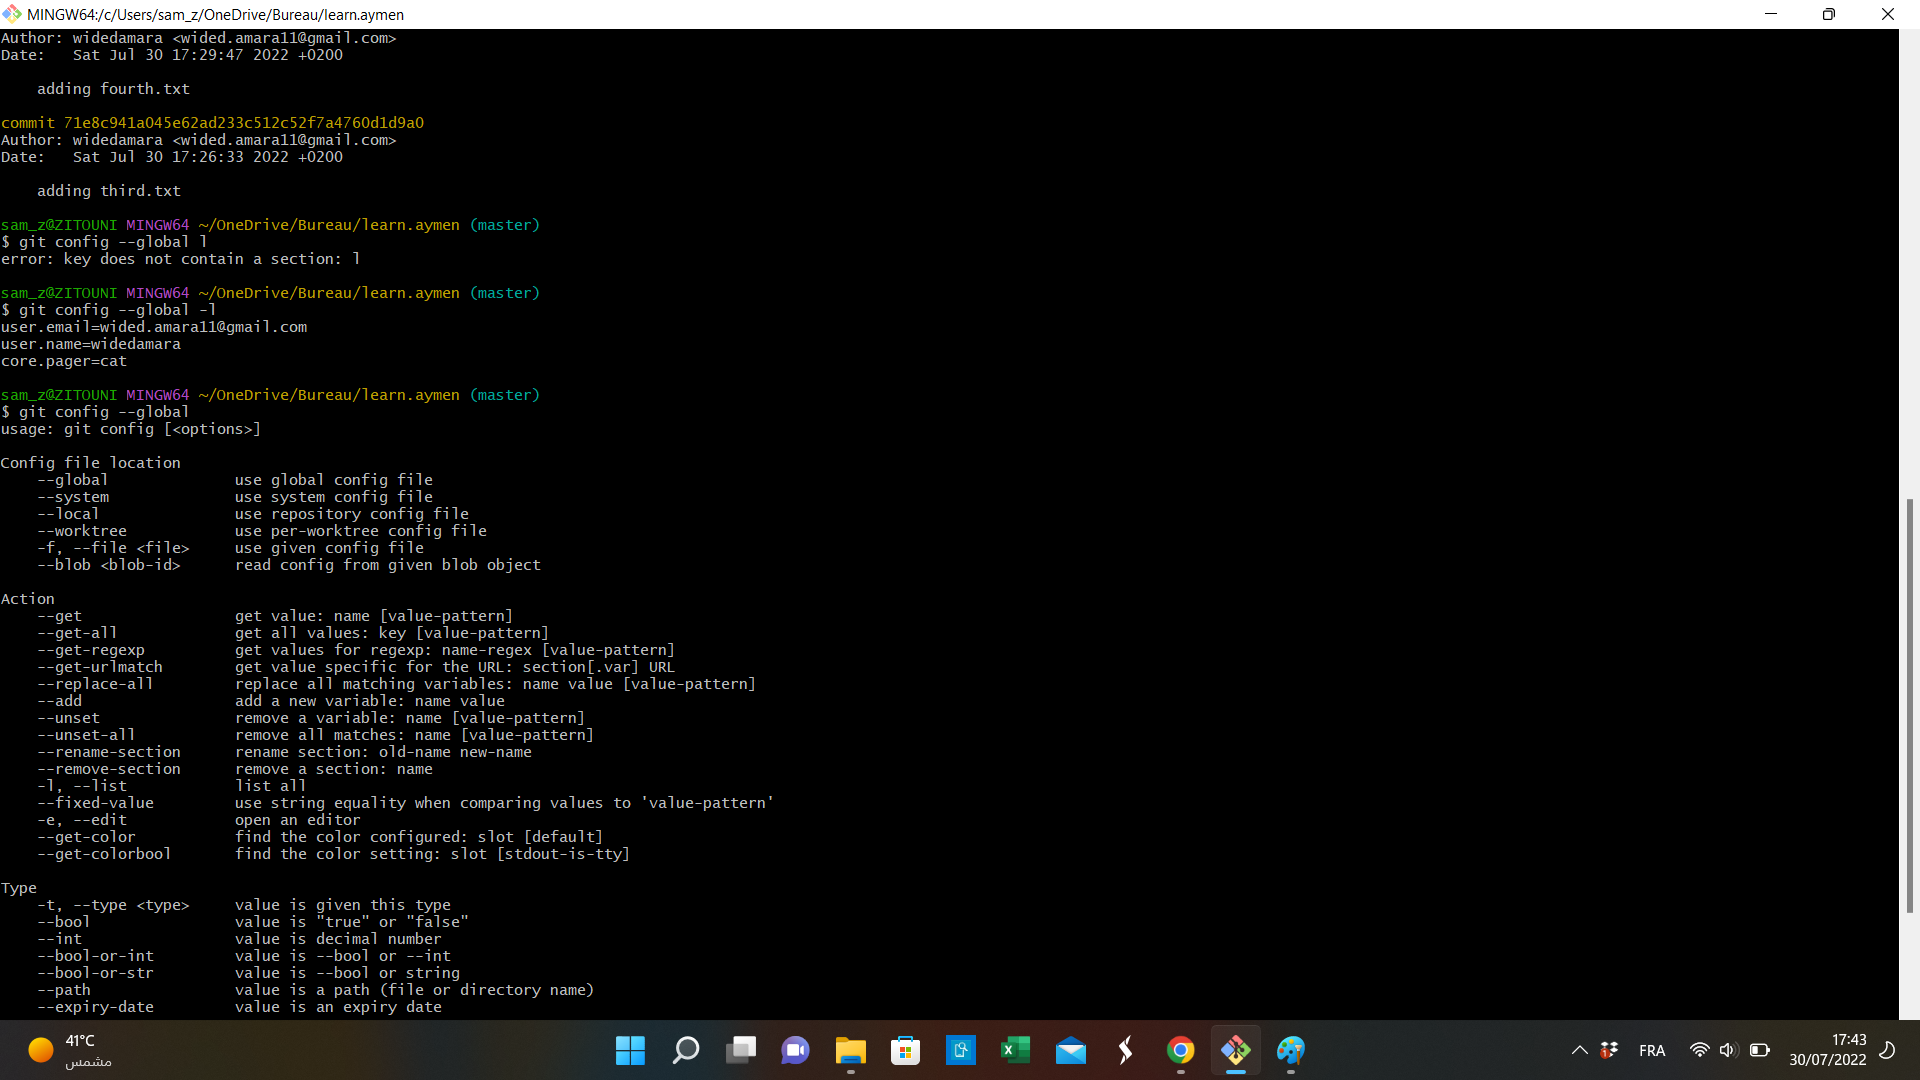 MINGW64:/c/Users/sam_z/OneDrive/Bureau/learn.aymen
Author: widedamara <wided.amara11@gmail.com>
Date:   Sat Jul 30 17:29:47 2022 +0200
    adding fourth.txt
commit 71e8c941a045e62ad233c512c52f7a4760d1d9a0
Author: widedamara <wided.amara11@gmail.com>
Date:   Sat Jul 30 17:26:33 2022 +0200
    adding third.txt
sam_z@ZITOUNI MINGW64 ~/OneDrive/Bureau/learn.aymen (master)
$ git config --global l
error: key does not contain a section: l
sam_z@ZITOUNI MINGW64 ~/OneDrive/Bureau/learn.aymen (master)
$ git config --global -l
user.email=wided.amara11@gmail.com
user.name=widedamara
core.pager=cat
sam_z@ZITOUNI MINGW64 ~/OneDrive/Bureau/learn.aymen (master)
$ git config --global
usage: git config [<options>]
Config file location
    --global              use global config file
    --system              use system config file
    --local               use repository config file
    --worktree            use per-worktree config file
    -f, --file <file>     use given config file
    --blob <blob-id>      read config from given blob object
Action
    --get                 get value: name [value-pattern]
    --get-all             get all values: key [value-pattern]
    --get-regexp          get values for regexp: name-regex [value-pattern]
    --get-urlmatch        get value specific for the URL: section[.var] URL
    --replace-all         replace all matching variables: name value [value-pattern]
    --add                 add a new variable: name value
    --unset               remove a variable: name [value-pattern]
    --unset-all           remove all matches: name [value-pattern]
    --rename-section      rename section: old-name new-name
    --remove-section      remove a section: name
    -l, --list            list all
    --fixed-value         use string equality when comparing values to 'value-pattern'
    -e, --edit            open an editor
    --get-color           find the color configured: slot [default]
    --get-colorbool       find the color setting: slot [stdout-is-tty]
Type
    -t, --type <type>     value is given this type
    --bool                value is "true" or "false"
    --int                 value is decimal number
    --bool-or-int         value is --bool or --int
    --bool-or-str         value is --bool or string
    --path                value is a path (file or directory name)
    --expiry-date         value is an expiry date
41°C
مشمس
FRA
17:43
30/07/2022